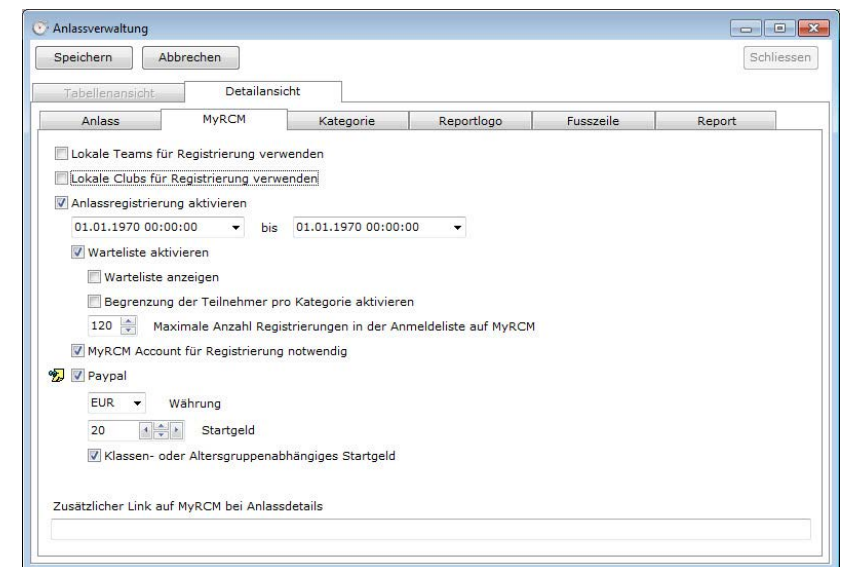 Anlassverwaltung
Speichern Abbrechen Schliessen
Tabellenansicht Detailansicht
Anlass MyRCM Kategorie Reportlogo Fusszeile Report
Lokale Teams für Registrierung verwenden
Lokale Clubs für Registrierung verwenden
Anlassregistrierung aktivieren
01.01.1970 00:00:00 bis 01.01.1970 00:00:00
Warteliste aktivieren
Warteliste anzeigen
Begrenzung der Teilnehmer pro Kategorie aktivieren
120 Maximale Anzahl Registrierungen in der Anmeldeliste auf MyRCM
MyRCM Account für Registrierung notwendig
Paypal
EUR Währung
20 Startgeld
Klassen- oder Altersgruppenabhängiges Startgeld
Zusätzlicher Link auf MyRCM bei Anlassdetails